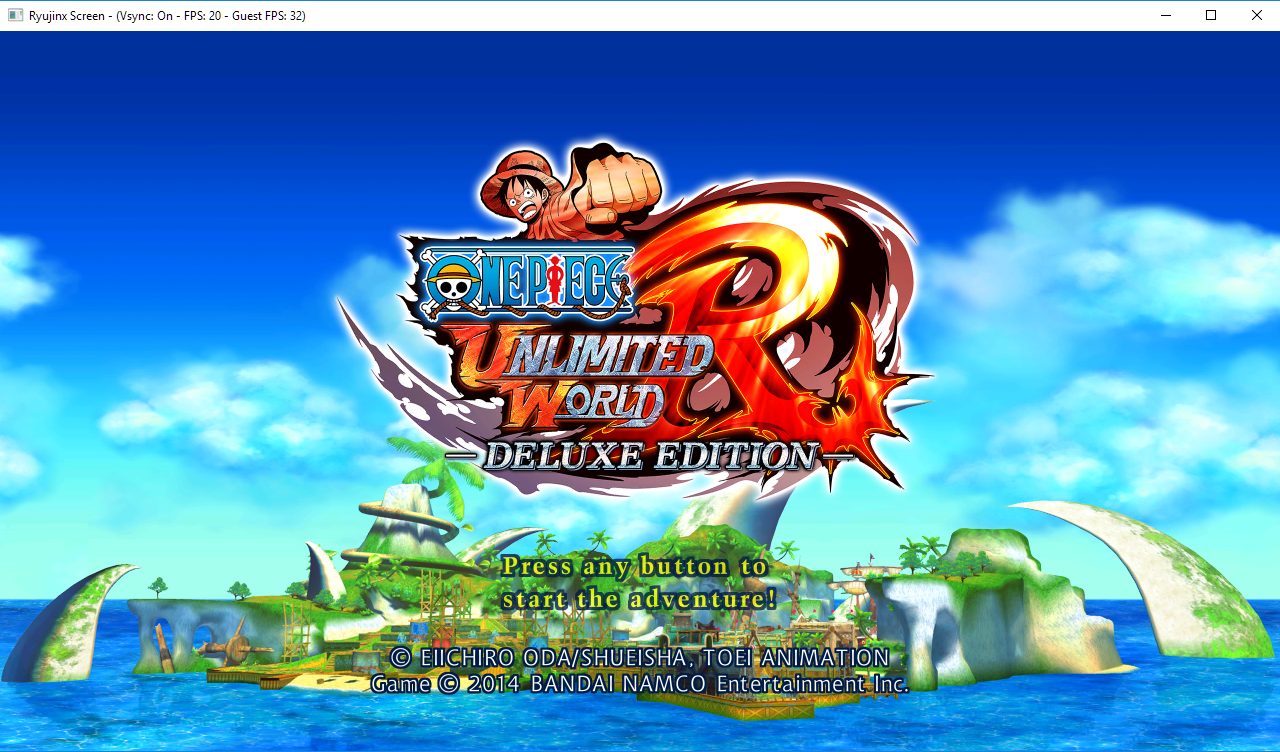 Ryujinx Screen - (Vsync: On - FPS: 20 - Guest FPS: 32)
ONE PIECE
UNLIMITED
WORLD
R
— DELUXE EDITION —
Press any button to
start the adventure!
© EIICHIRO ODA/SHUEISHA, TOEI ANIMATION
Game © 2014 BANDAI NAMCO Entertainment Inc.